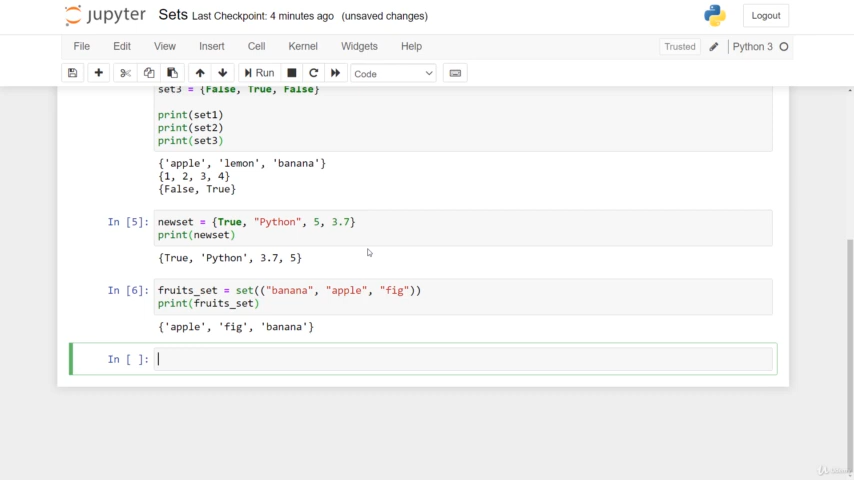 jupyter Sets Last Checkpoint: 4 minutes ago (unsaved changes) Logout
File Edit View Insert Cell Kernel Widgets Help Trusted Python 3
Run Code
set3 = {False, True, False}
print(set1)
print(set2)
print(set3)
{'apple', 'lemon', 'banana'}
{1, 2, 3, 4}
{False, True}
In [5]: newset = {True, "Python", 5, 3.7}
print(newset)
{True, 'Python', 3.7, 5}
In [6]: fruits_set = set(("banana", "apple", "fig"))
print(fruits_set)
{'apple', 'fig', 'banana'}
In [ ]: